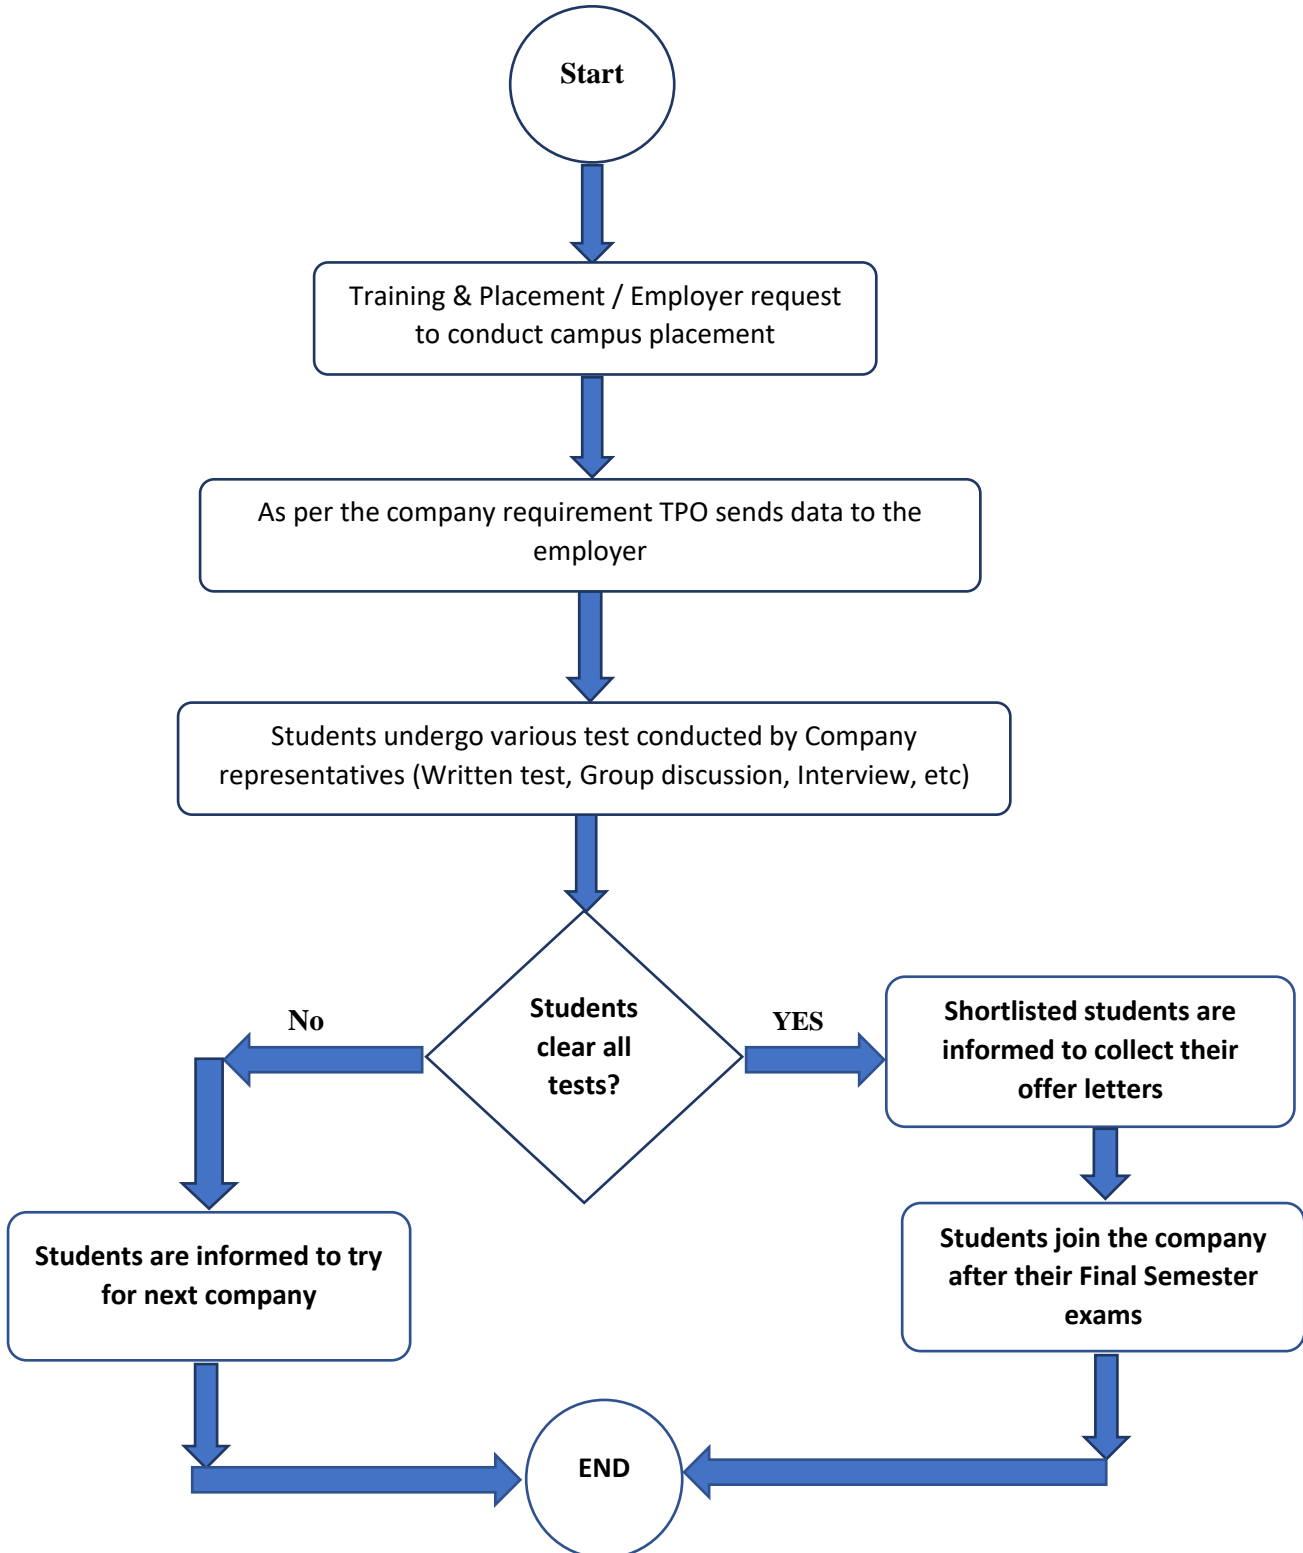 Start
Training & Placement / Employer request
to conduct campus placement
As per the company requirement TPO sends data to the
employer
Students undergo various test conducted by Company
representatives (Written test, Group discussion, Interview, etc)
Students
clear all
tests?
No
YES
Shortlisted students are
informed to collect their
offer letters
Students are informed to try
for next company
Students join the company
after their Final Semester
exams
END